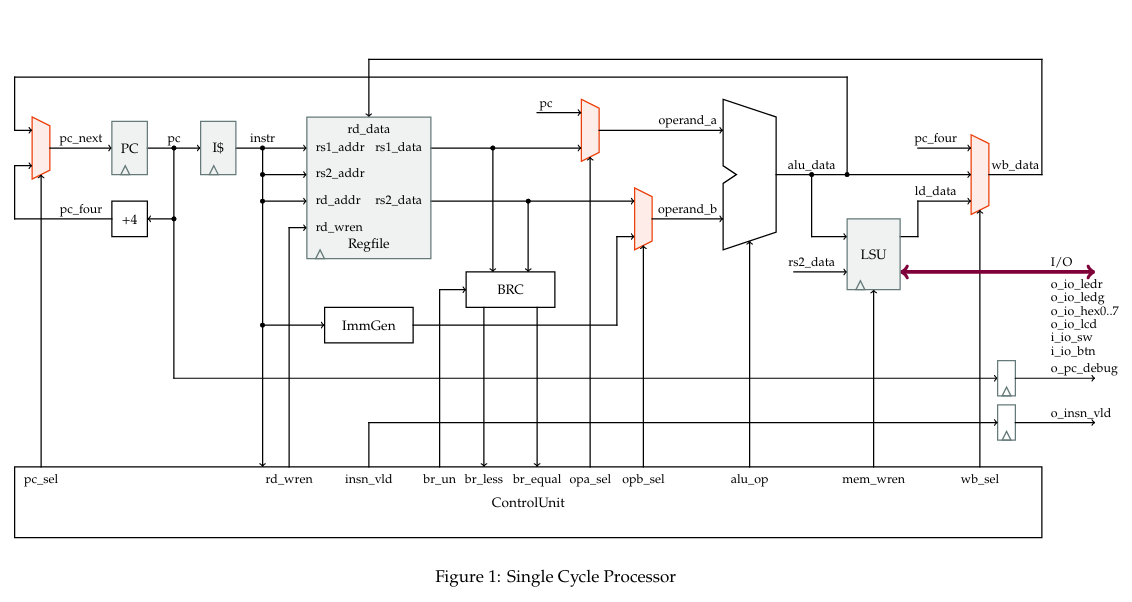 pc_next
PC
pc
I$
instr
pc_four
+4
rd_data
rs1_addr
rs1_data
rs2_addr
rd_addr
rs2_data
rd_wren
Regfile
ImmGen
BRC
pc
operand_a
operand_b
alu_data
pc_four
ld_data
wb_data
rs2_data
LSU
I/O
o_io_ledr
o_io_ledg
o_io_hex0..7
o_io_lcd
i_io_sw
i_io_btn
o_pc_debug
o_insn_vld
pc_sel
rd_wren
insn_vld
br_un
br_less
br_equal
opa_sel
opb_sel
alu_op
mem_wren
wb_sel
ControlUnit
Figure 1: Single Cycle Processor